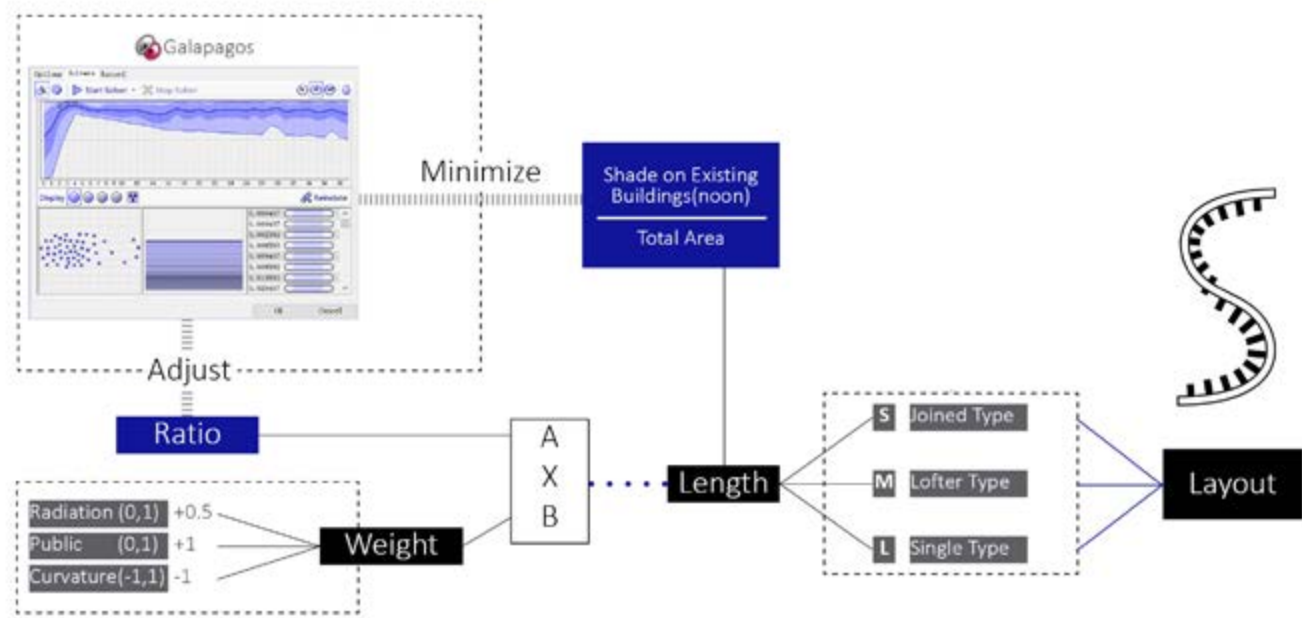 Galapagos
Start Solver
Stop Solver
Display
Reinstate
Minimize
Shade on Existing
Buildings(noon)
Total Area
Adjust
Ratio
A
X
B
Radiation (0,1) +0.5
Public (0,1) +1
Curvature(-1,1) -1
Weight
Length
S Joined Type
M Lofter Type
L Single Type
Layout